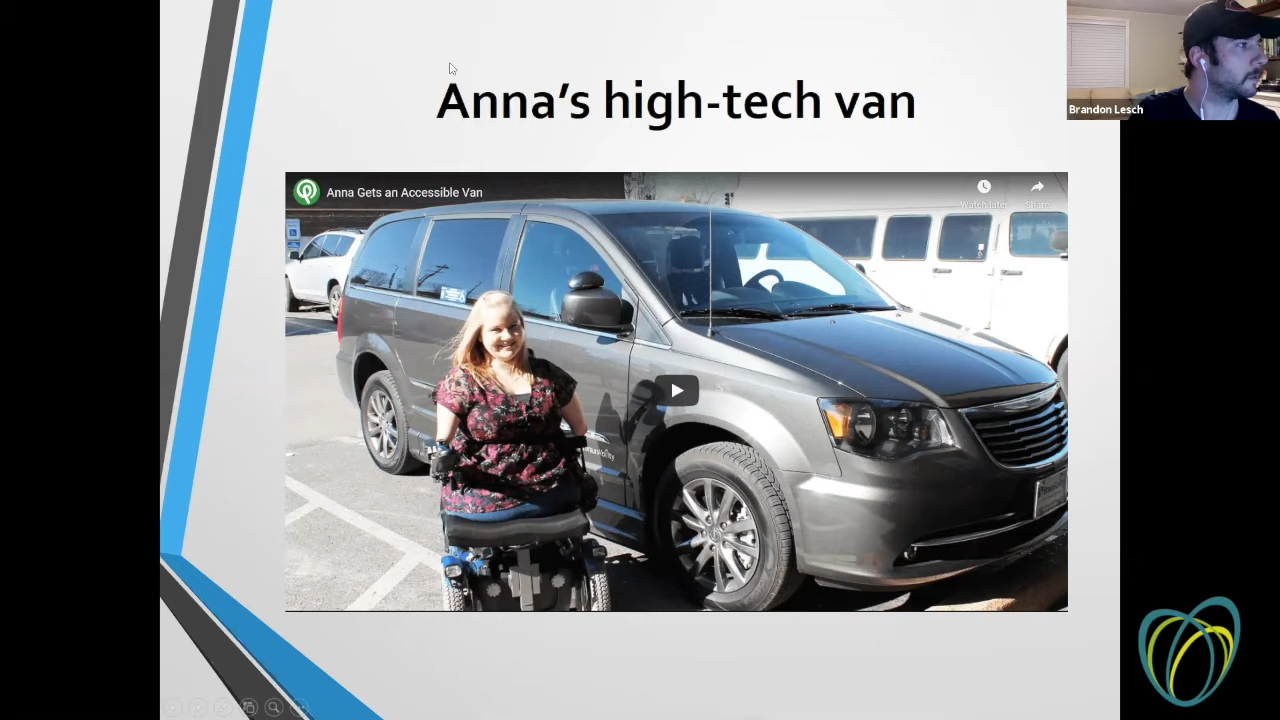 Anna's high-tech van
Brandon Lesch
Anna Gets an Accessible Van
Watch later
Share